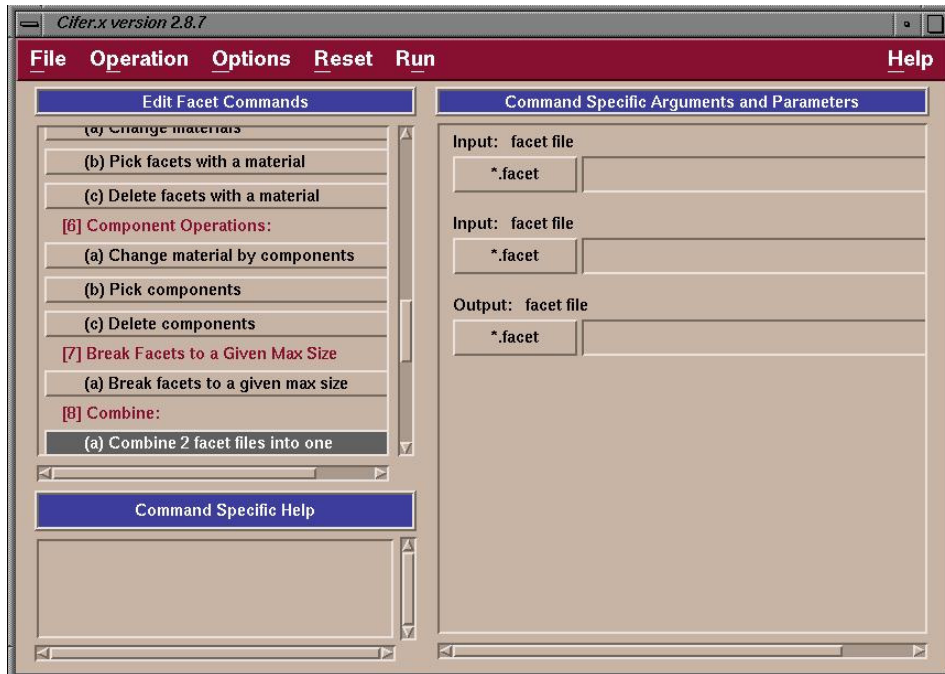 Cifer.x version 2.8.7
File Operation Options Reset Run Help
Edit Facet Commands
(a) Change materials
(b) Pick facets with a material
(c) Delete facets with a material
[6] Component Operations:
(a) Change material by components
(b) Pick components
(c) Delete components
[7] Break Facets to a Given Max Size
(a) Break facets to a given max size
[8] Combine:
(a) Combine 2 facet files into one
Command Specific Help
Command Specific Arguments and Parameters
Input: facet file
*.facet
Input: facet file
*.facet
Output: facet file
*.facet